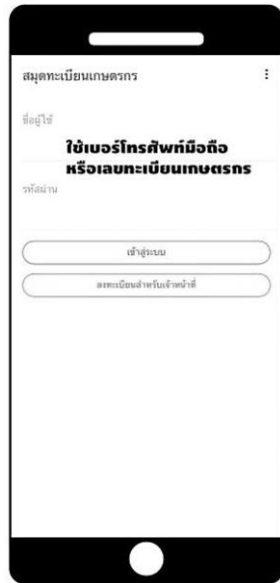 สมุดทะเบียนเกษตรกร
ชื่อผู้ใช้
ใช้เบอร์โทรศัพท์มือถือ
หรือเลขทะเบียนเกษตรกร
รหัสผ่าน
เข้าสู่ระบบ
ลงทะเบียนสำหรับเจ้าหน้าที่